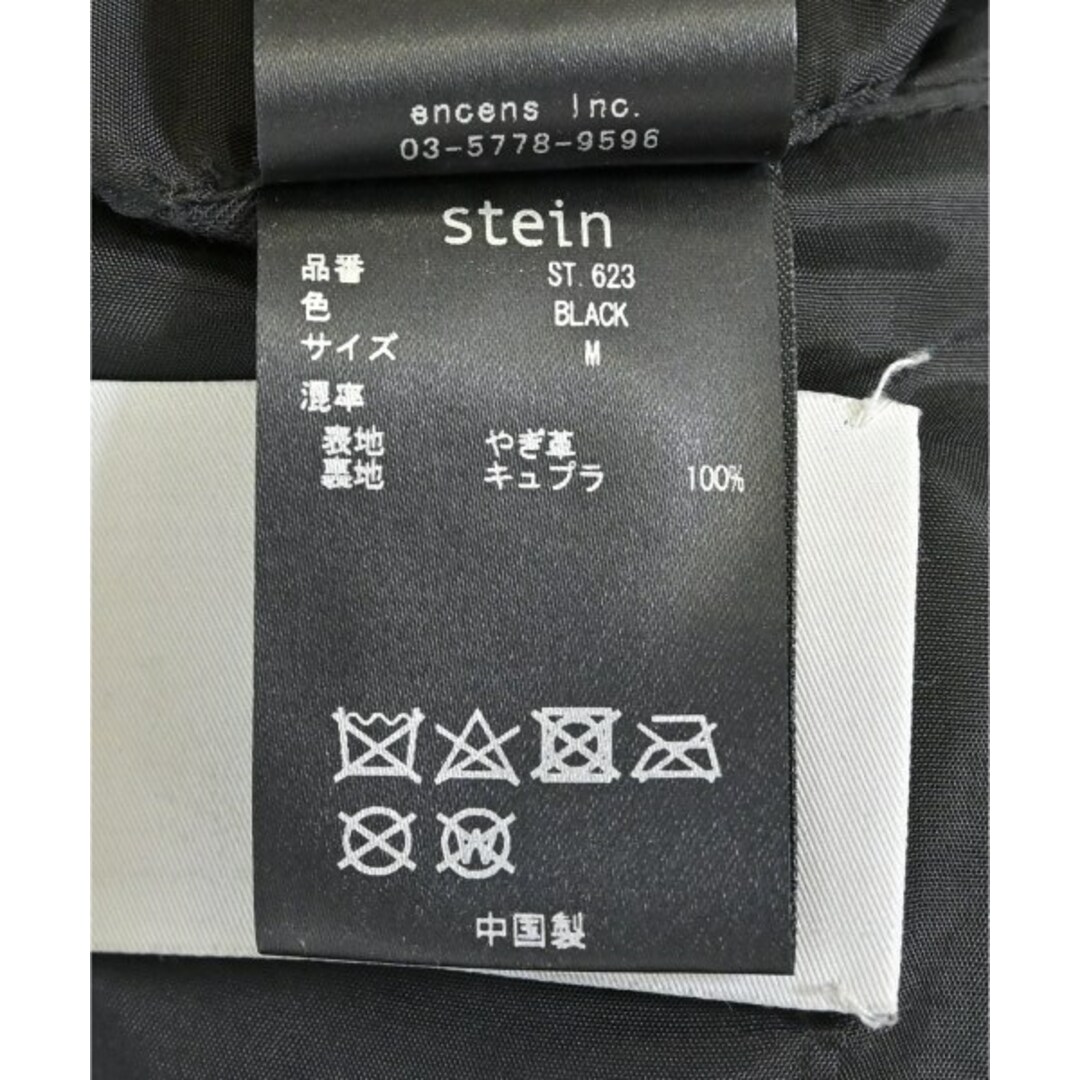 encens Inc.
03-5778-9596
stein
品番 ST.623
色 BLACK
サイズ M
混率
表地 やぎ革
裏地 キュプラ 100%
W
中国製